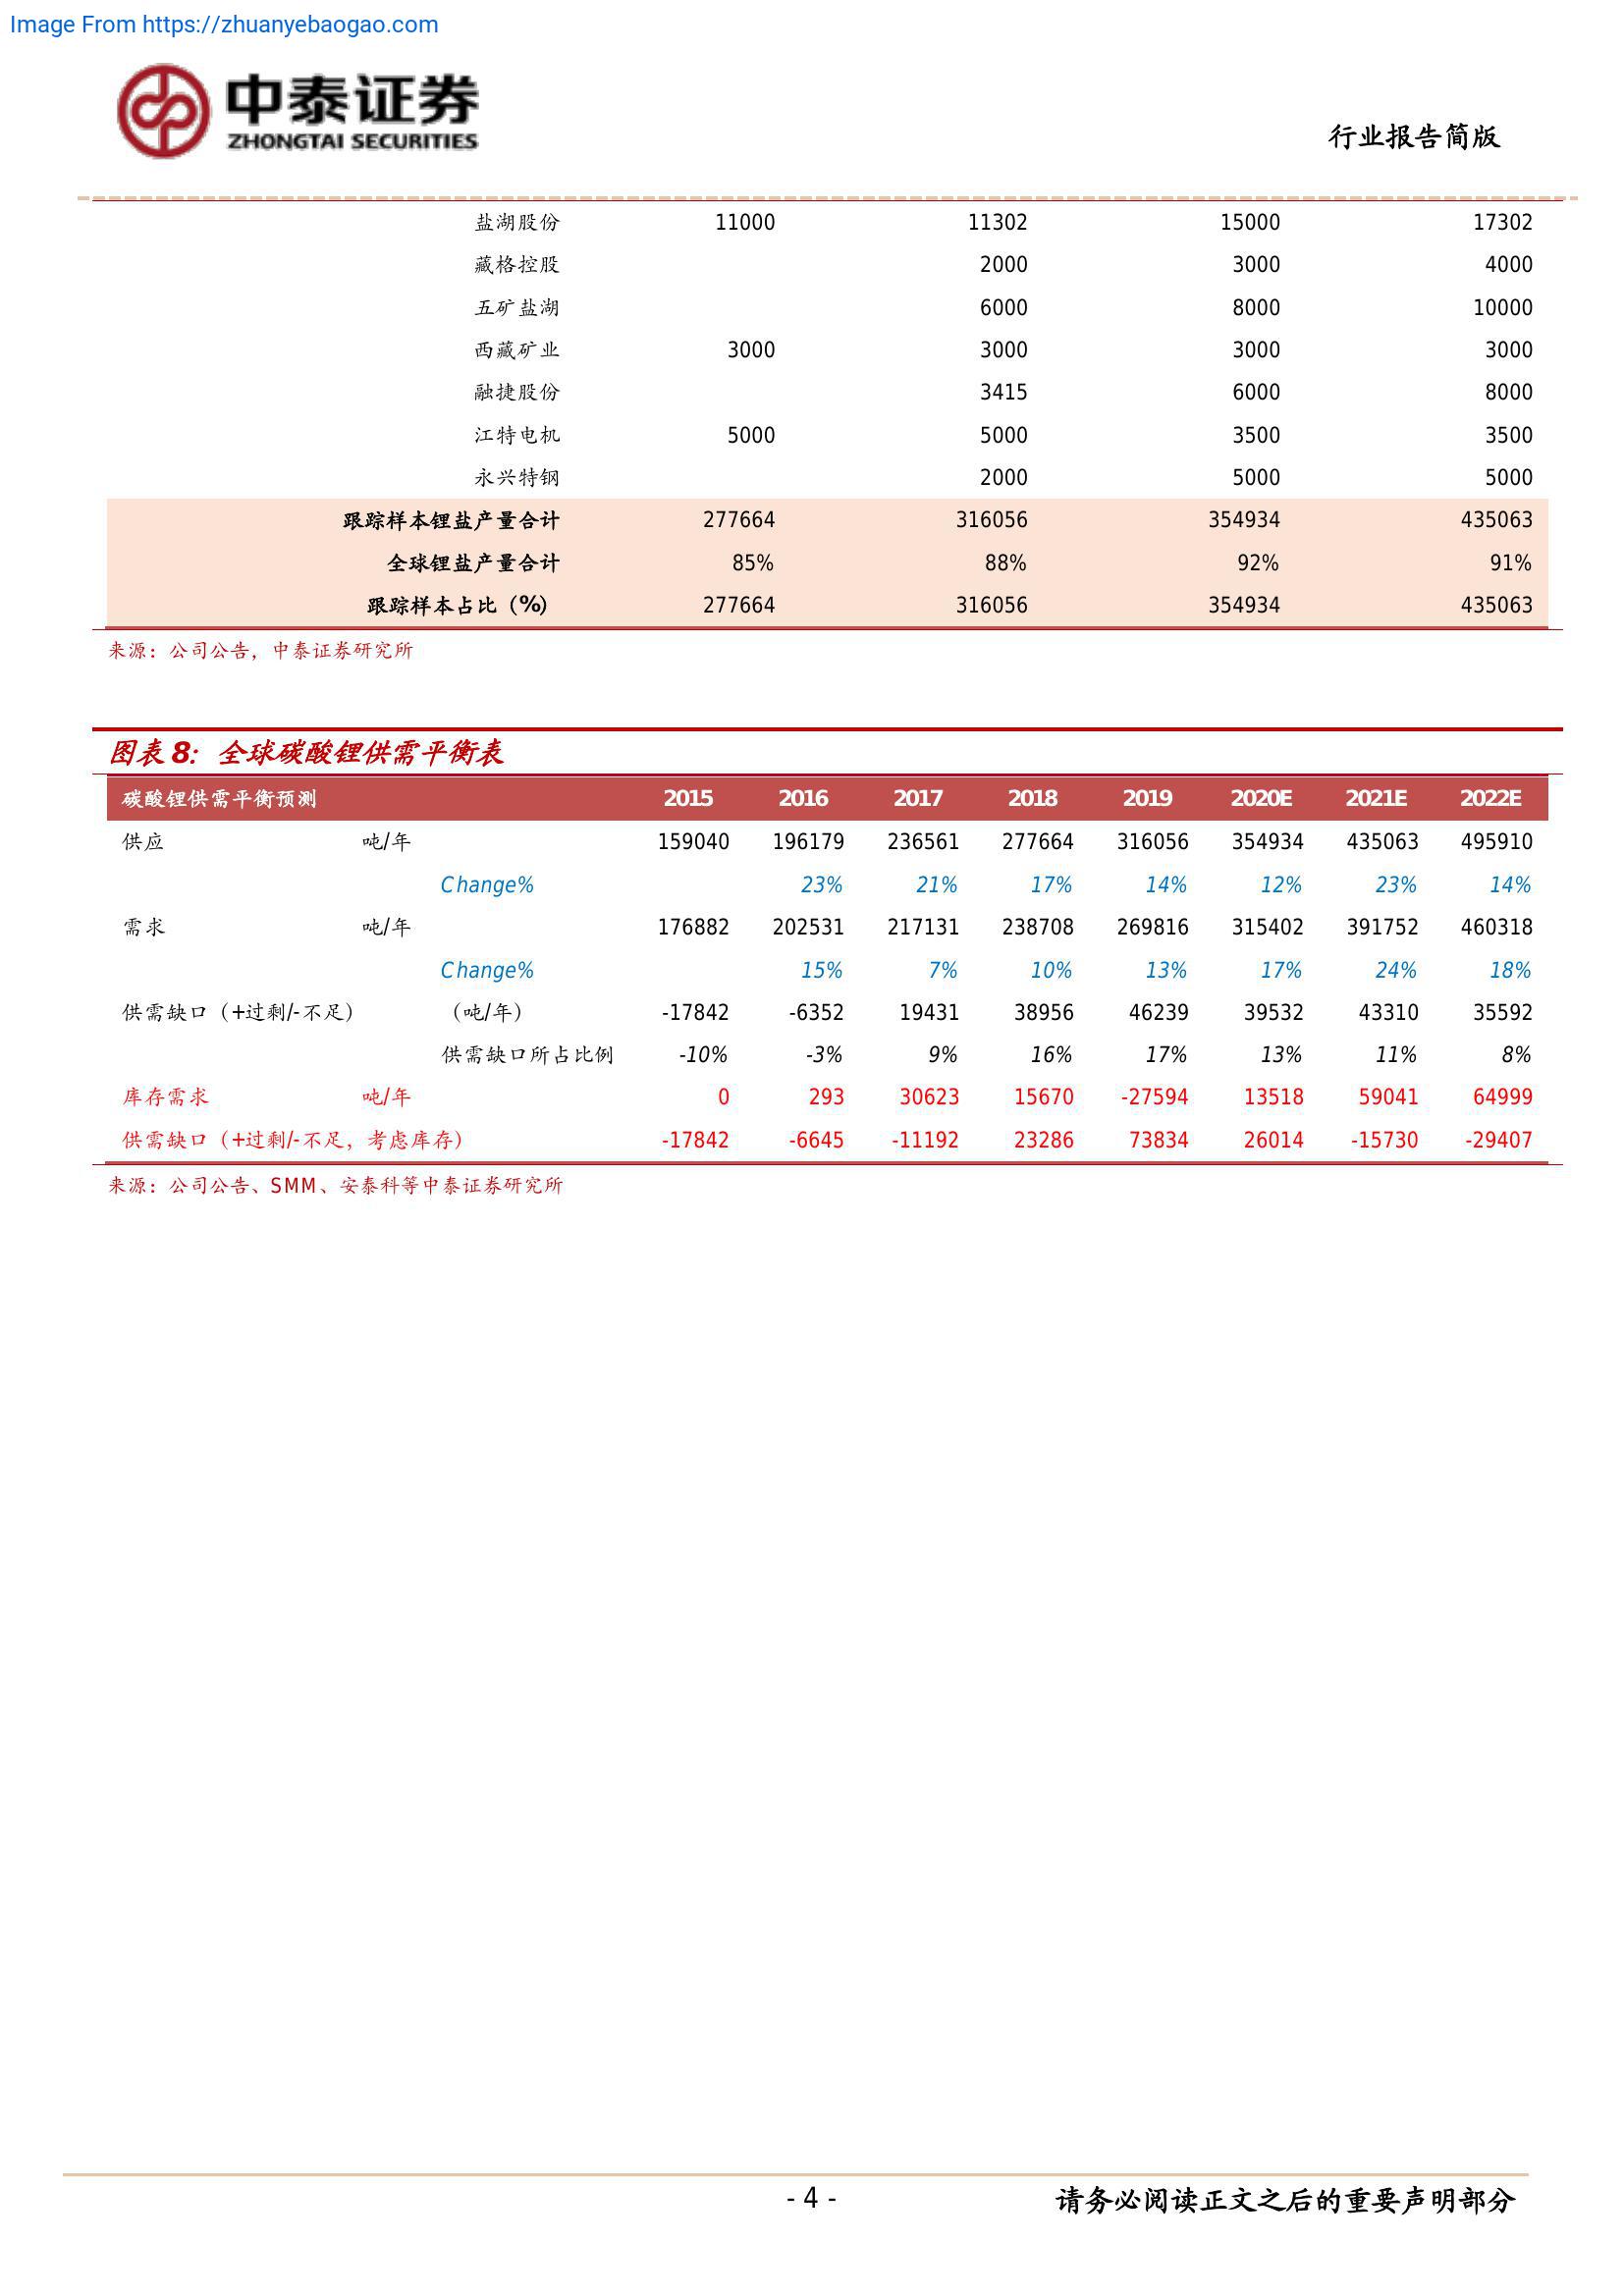 Image From https://zhuanyebaogao.com
中泰证券
ZHONGTAI SECURITIES
行业报告简版
盐湖股份 11000 11302 15000 17302
藏格控股 2000 3000 4000
五矿盐湖 6000 8000 10000
西藏矿业 3000 3000 3000 3000
融捷股份 3415 6000 8000
江特电机 5000 5000 3500 3500
永兴特钢 2000 5000 5000
跟踪样本锂盐产量合计 277664 316056 354934 435063
全球锂盐产量合计 85% 88% 92% 91%
跟踪样本占比（%） 277664 316056 354934 435063
来源：公司公告，中泰证券研究所
图表 8：全球碳酸锂供需平衡表
碳酸锂供需平衡预测 2015 2016 2017 2018 2019 2020E 2021E 2022E
供应 吨/年 159040 196179 236561 277664 316056 354934 435063 495910
Change% 23% 21% 17% 14% 12% 23% 14%
需求 吨/年 176882 202531 217131 238708 269816 315402 391752 460318
Change% 15% 7% 10% 13% 17% 24% 18%
供需缺口（+过剩/-不足） （吨/年） -17842 -6352 19431 38956 46239 39532 43310 35592
供需缺口所占比例 -10% -3% 9% 16% 17% 13% 11% 8%
库存需求 吨/年 0 293 30623 15670 -27594 13518 59041 64999
供需缺口（+过剩/-不足，考虑库存） -17842 -6645 -11192 23286 73834 26014 -15730 -29407
来源：公司公告、SMM、安泰科等中泰证券研究所
- 4 -
请务必阅读正文之后的重要声明部分